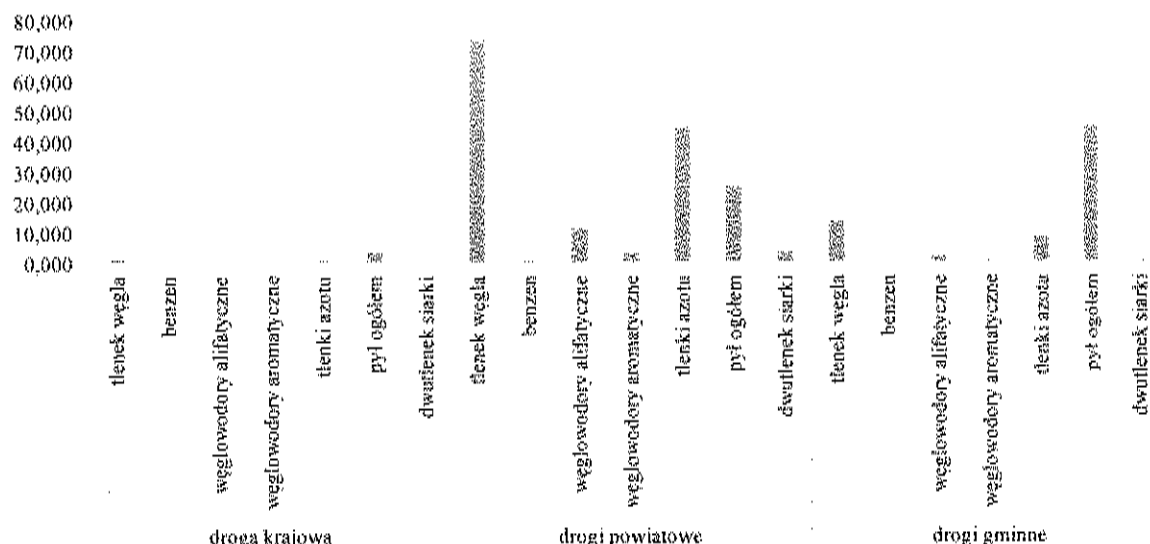 80,000
70,000
60,000
50,000
40,000
30,000
20,000
10,000
0,000
tlenek węgla
benzen
węglowodory alifatyczne
węglowodory aromatyczne
tlenki azotu
pył ogółem
dwutlenek siarki
tlenek węgla
benzen
węglowodory alifatyczne
węglowodory aromatyczne
tlenki azotu
pył ogółem
dwutlenek siarki
tlenek węgla
benzen
węglowodory alifatyczne
węglowodory aromatyczne
tlenki azotu
pył ogółem
dwutlenek siarki
droga krajowa
drogi powiatowe
drogi gminne